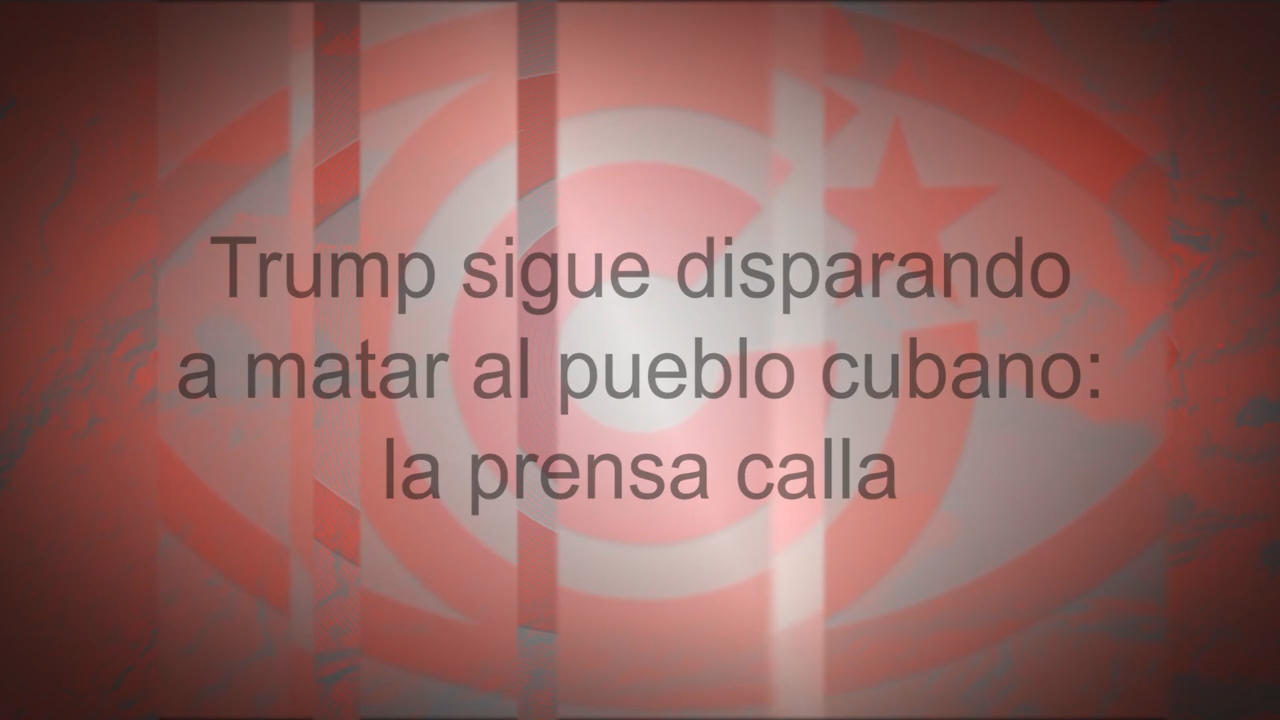 Trump sigue disparando
a matar al pueblo cubano:
la prensa calla